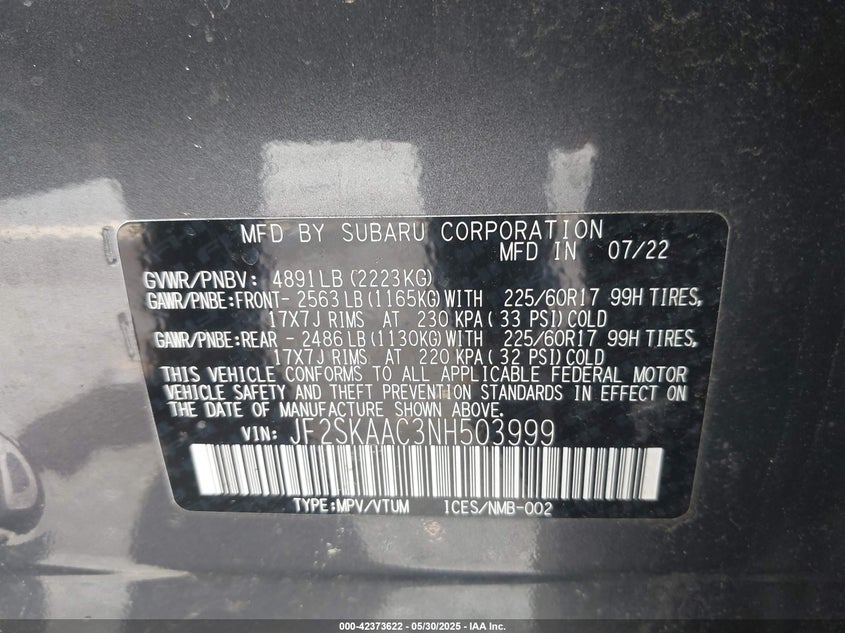 MFD BY SUBARU CORPORATION
MFD IN 07/22
GVWR/PNBV: 4891LB (2223KG)
GAWR/PNBE:FRONT- 2563 LB (1165KG) WITH 225/60R17 99H TIRES,
17X7J RIMS AT 230 KPA( 33 PSI) COLD
GAWR/PNBE:REAR - 2486 LB (1130KG) WITH 225/60R17 99H TIRES,
17X7J RIMS AT 220 KPA( 32 PSI) COLD
THIS VEHICLE CONFORMS TO ALL APPLICABLE FEDERAL MOTOR
VEHICLE SAFETY AND THEFT PREVENTION STANDARDS IN EFFECT ON
THE DATE OF MANUFACTURE SHOWN ABOVE.
VIN: JF2SKAAC3NH503999
TYPE:MPV/VTUM ICES/NMB-002
000-42373622 - 05/30/2025 - IAA Inc.